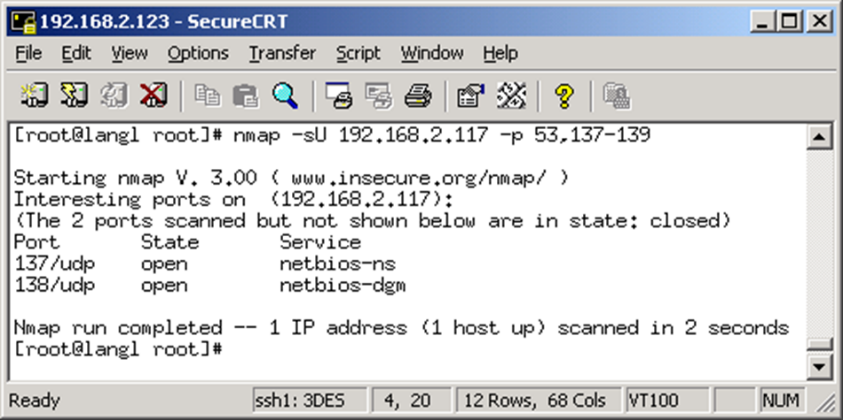 192.168.2.123 - SecureCRT
File Edit View Options Transfer Script Window Help
[root@langl root]# nmap -sU 192.168.2.117 -p 53,137-139
Starting nmap V. 3.00 ( www.insecure.org/nmap/ )
Interesting ports on  (192.168.2.117):
(The 2 ports scanned but not shown below are in state: closed)
Port       State       Service
137/udp    open        netbios-ns
138/udp    open        netbios-dgm
Nmap run completed -- 1 IP address (1 host up) scanned in 2 seconds
[root@langl root]#
Ready ssh1: 3DES 4, 20 12 Rows, 68 Cols VT100 NUM